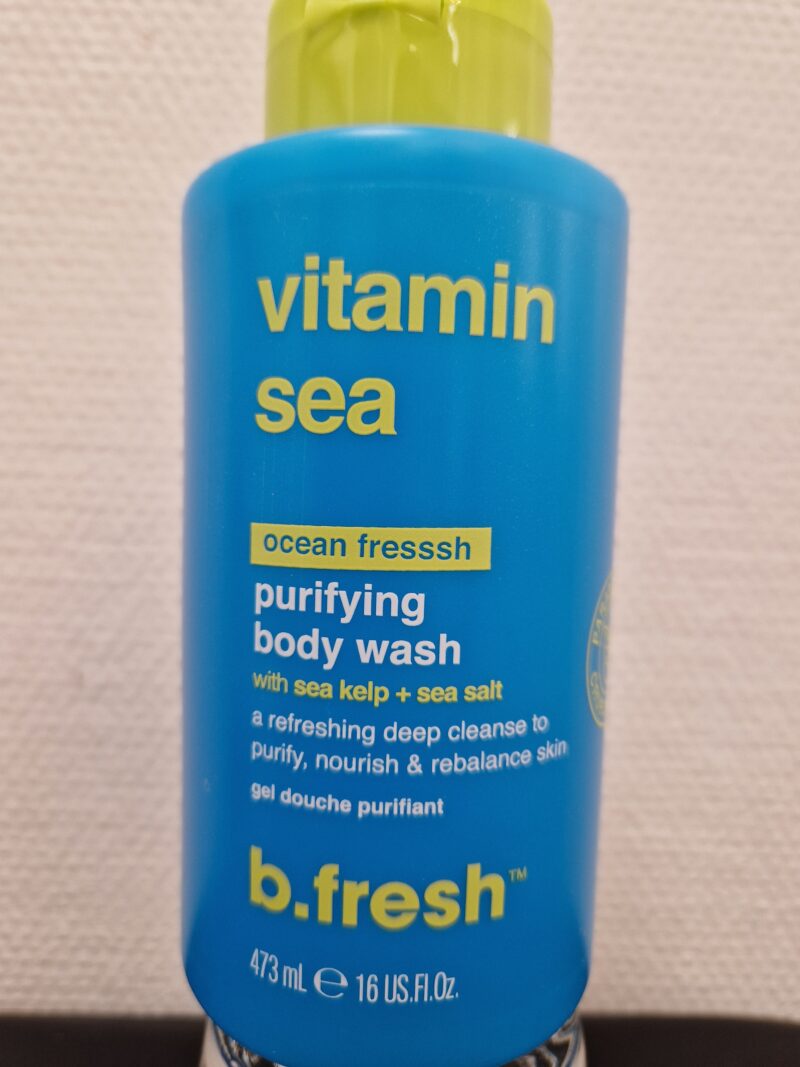 vitamin
sea
ocean fresssh
purifying
body wash
with sea kelp + sea salt
a refreshing deep cleanse to
purify, nourish & rebalance skin
gel douche purifiant
b.fresh™
473 mL ℮ 16 US.Fl.Oz.